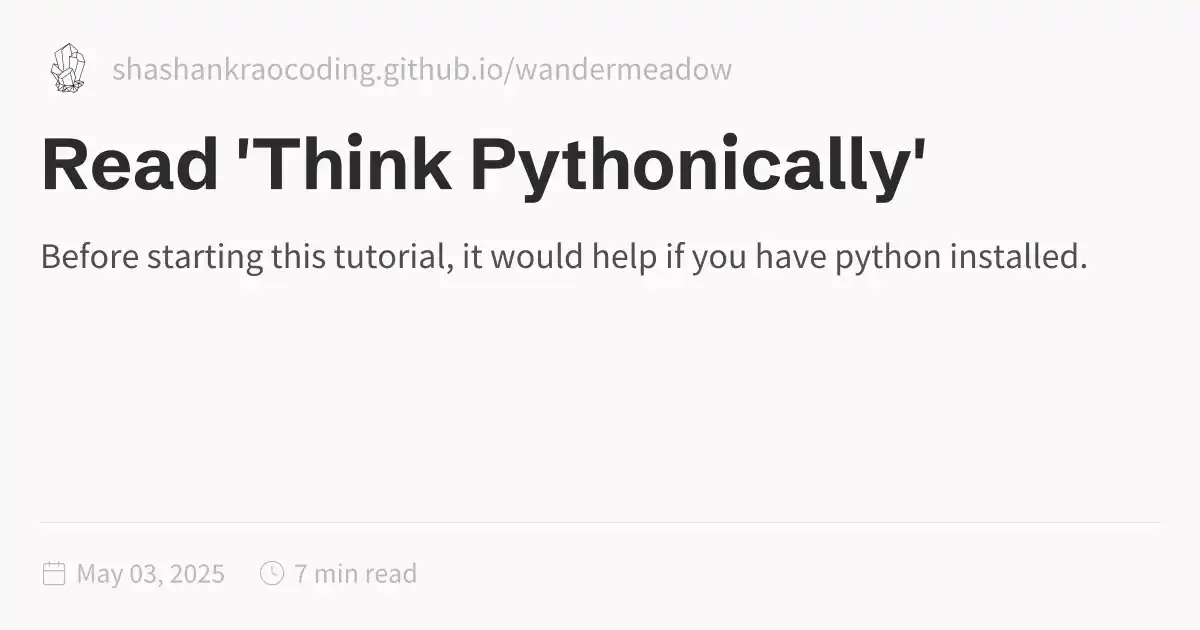 shashankraocoding.github.io/wandermeadow
Read 'Think Pythonically'
Before starting this tutorial, it would help if you have python installed.
May 03, 2025 7 min read